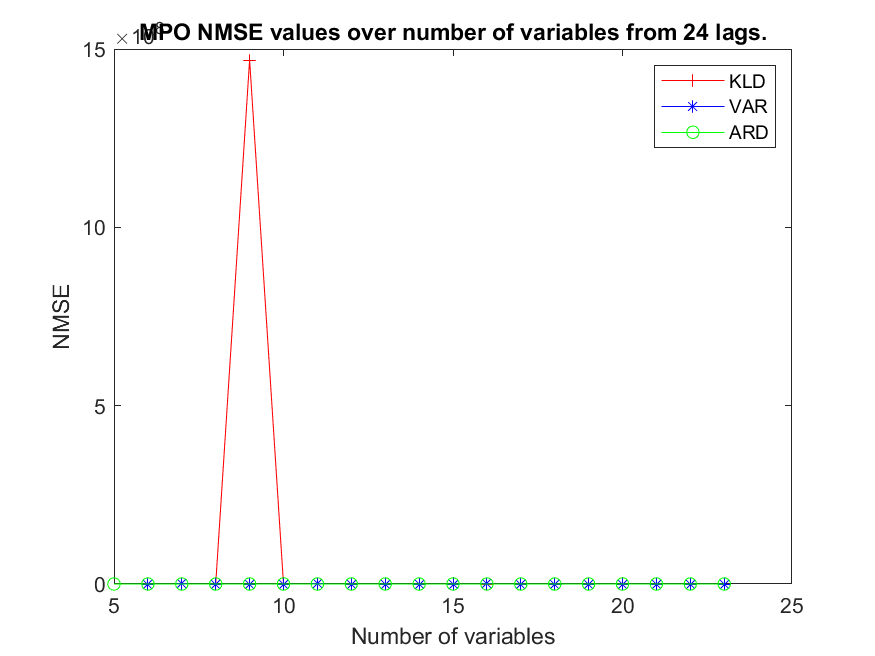 MPO NMSE values over number of variables from 24 lags.
15
10
5
0
5
10
15
20
25
NMSE
Number of variables
KLD
VAR
ARD